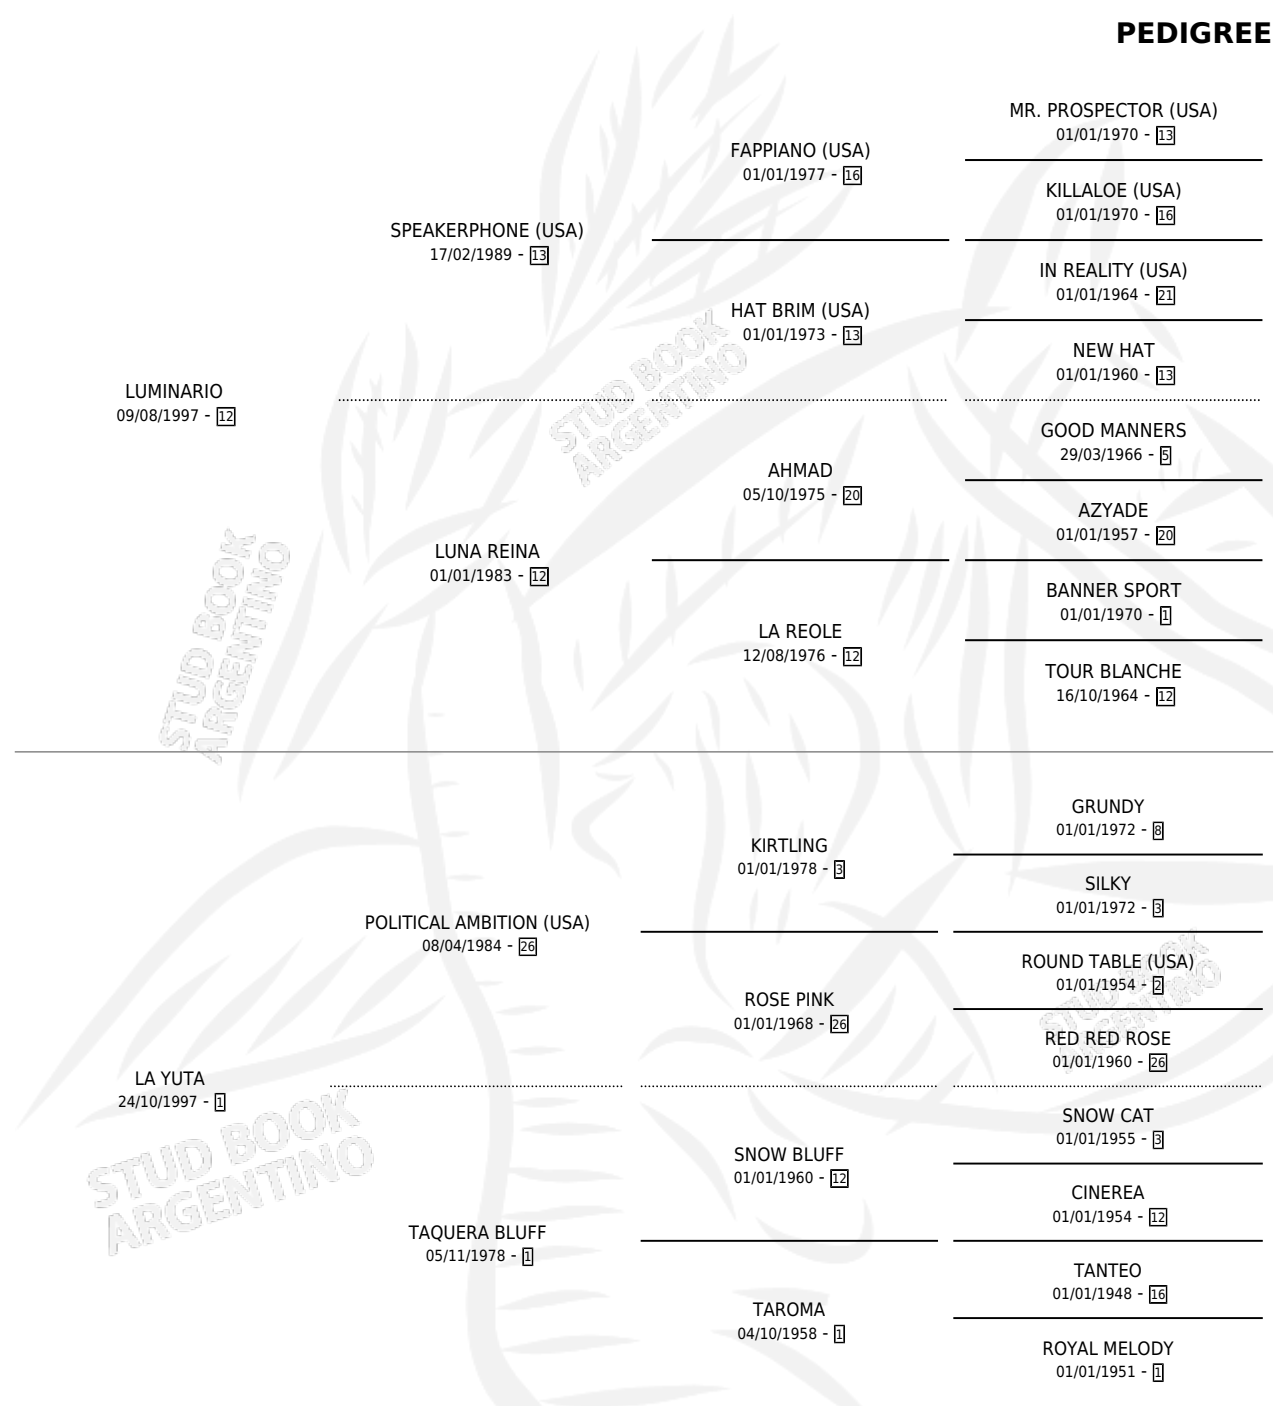 PEDIGREE
MR. PROSPECTOR (USA)
01/01/1970 - 13
FAPPIANO (USA)
01/01/1977 - 16
KILLALOE (USA)
01/01/1970 - 16
SPEAKERPHONE (USA)
17/02/1989 - 13
IN REALITY (USA)
01/01/1964 - 21
HAT BRIM (USA)
01/01/1973 - 13
NEW HAT
01/01/1960 - 13
STUD BOOK
ARGENTINO
LUMINARIO
09/08/1997 - 12
GOOD MANNERS
29/03/1966 - 5
AHMAD
05/10/1975 - 20
AZYADE
01/01/1957 - 20
LUNA REINA
01/01/1983 - 12
BANNER SPORT
01/01/1970 - 1
LA REOLE
12/08/1976 - 12
TOUR BLANCHE
16/10/1964 - 12
STUD BOOK
ARGENTINO
GRUNDY
01/01/1972 - 8
KIRTLING
01/01/1978 - 3
SILKY
01/01/1972 - 3
POLITICAL AMBITION (USA)
08/04/1984 - 26
ROUND TABLE (USA)
01/01/1954 - 2
ROSE PINK
01/01/1968 - 26
RED RED ROSE
01/01/1960 - 26
STUD BOOK
ARGENTINO
LA YUTA
24/10/1997 - 1
SNOW CAT
01/01/1955 - 3
SNOW BLUFF
01/01/1960 - 12
CINEREA
01/01/1954 - 12
STUD BOOK
ARGENTINO
TAQUERA BLUFF
05/11/1978 - 1
TANTEO
01/01/1948 - 16
TAROMA
04/10/1958 - 1
ROYAL MELODY
01/01/1951 - 1